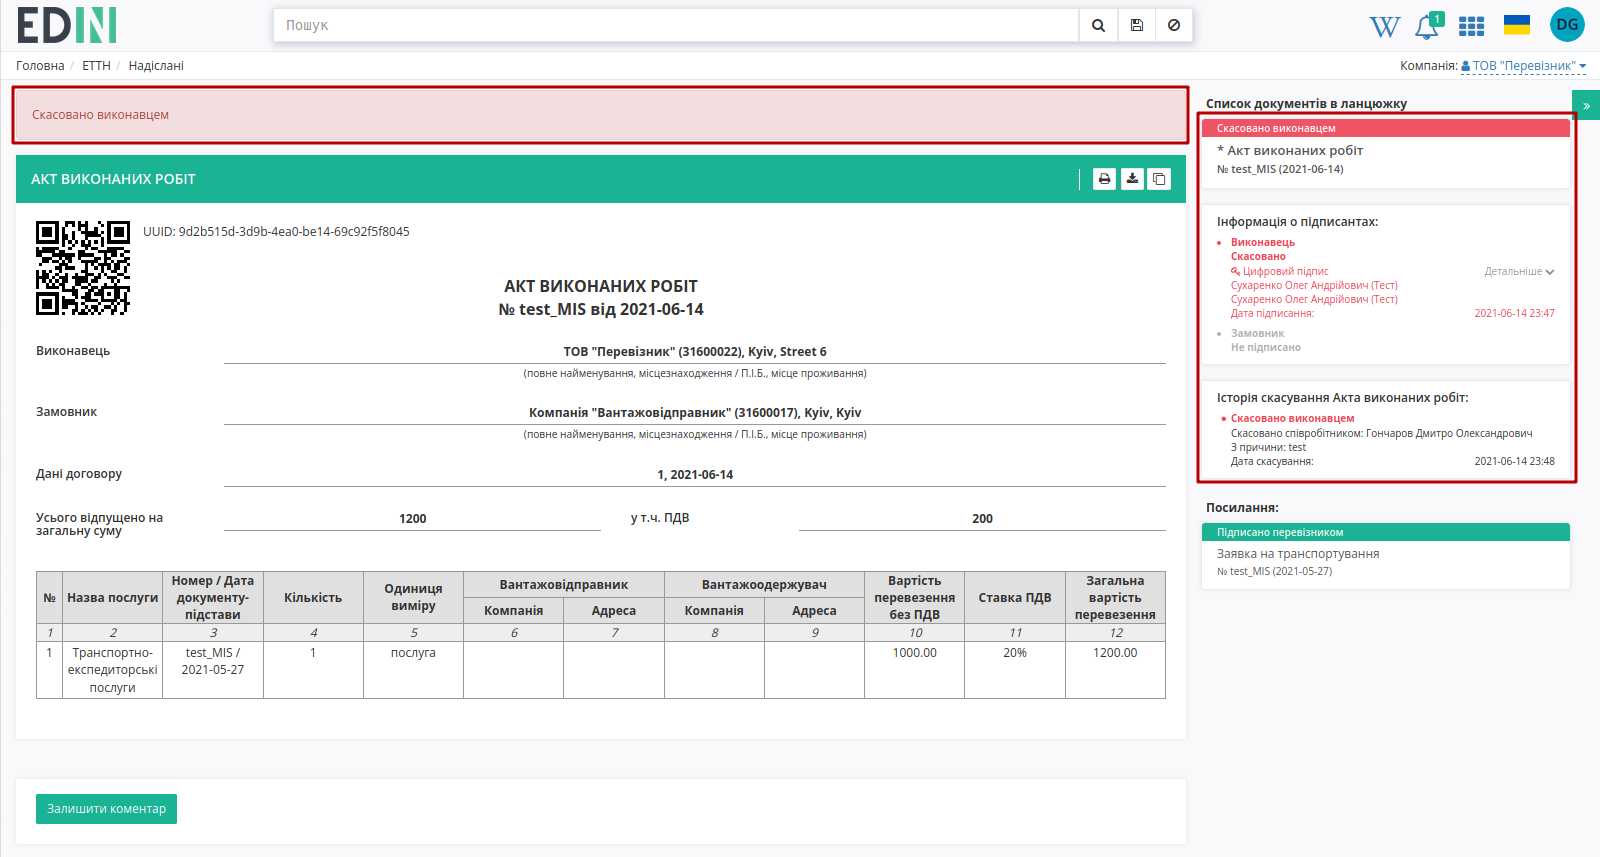 EDIN
Пошук
W
1
DG
Головна / ЕТТН / Надіслані
Компанія: ТОВ "Перевізник"
Скасовано виконавцем
АКТ ВИКОНАНИХ РОБІТ
UUID: 9d2b515d-3d9b-4ea0-be14-69c92f5f8045
АКТ ВИКОНАНИХ РОБІТ
№ test_MIS від 2021-06-14
Виконавець
ТОВ "Перевізник" (31600022), Kyiv, Street 6
(повне найменування, місцезнаходження / П.І.Б., місце проживання)
Замовник
Компанія "Вантажовідправник" (31600017), Kyiv, Kyiv
(повне найменування, місцезнаходження / П.І.Б., місце проживання)
Дані договору
1, 2021-06-14
Усього відпущено на
загальну суму
1200
у т.ч. ПДВ
200
№
Назва послуги
Номер / Дата
документу-
підстави
Кількість
Одиниця
виміру
Вантажовідправник
Компанія
Адреса
Вантажоодержувач
Компанія
Адреса
Вартість
перевезення
без ПДВ
Ставка ПДВ
Загальна
вартість
перевезення
1 2 3 4 5 6 7 8 9 10 11 12
1
Транспортно-
експедиторські
послуги
test_MIS /
2021-05-27
1
послуга
1000.00
20%
1200.00
Залишити коментар
Список документів в ланцюжку
»
Скасовано виконавцем
* Акт виконаних робіт
№ test_MIS (2021-06-14)
Інформація о підписантах:
Виконавець
Скасовано
Цифровий підпис
Детальніше
Сухаренко Олег Андрійович (Тест)
Сухаренко Олег Андрійович (Тест)
Дата підписання: 2021-06-14 23:47
Замовник
Не підписано
Історія скасування Акта виконаних робіт:
Скасовано виконавцем
Скасовано співробітником: Гончаров Дмитро Олександрович
З причини: test
Дата скасування: 2021-06-14 23:48
Посилання:
Підписано перевізником
Заявка на транспортування
№ test_MIS (2021-05-27)